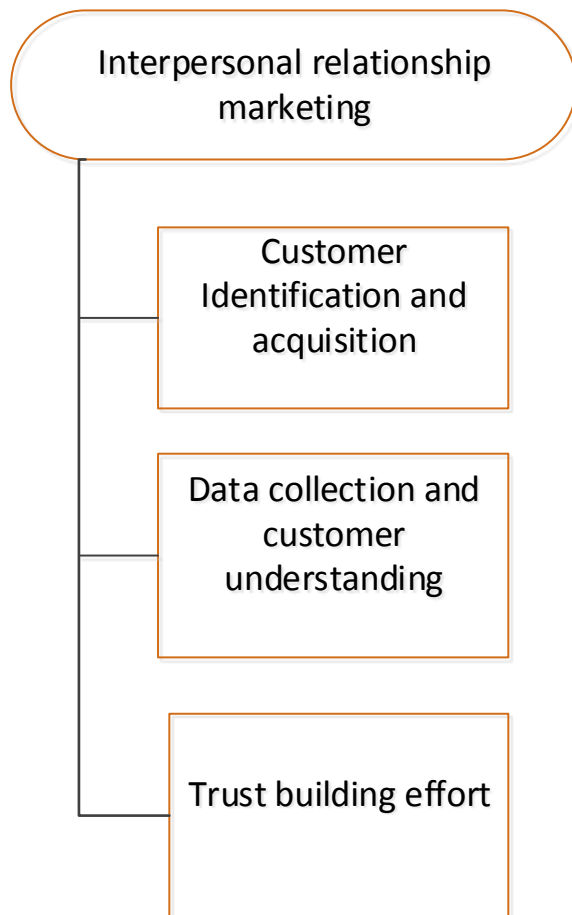 Interpersonal relationship
marketing
Customer
Identification and
acquisition
Data collection and
customer
understanding
Trust building effort